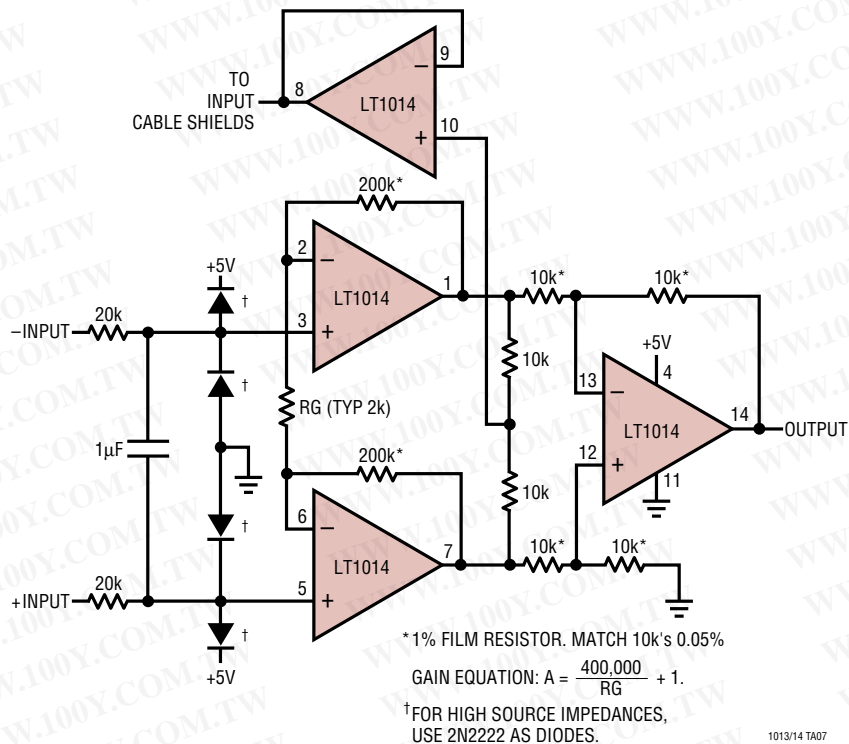 TO
INPUT
CABLE SHIELDS
8
9
10
–
+
LT1014
200k*
2
3
1
–
+
LT1014
+5V
†
–INPUT
20k
†
1µF
RG (TYP 2k)
200k*
†
6
5
7
–
+
LT1014
+INPUT
20k
†
+5V
10k*
10k*
10k
10k
10k*
10k*
+5V
4
13
12
–
+
LT1014
14
11
OUTPUT
*1% FILM RESISTOR. MATCH 10k's 0.05%
GAIN EQUATION: A = 400,000
RG
+ 1.
†FOR HIGH SOURCE IMPEDANCES,
USE 2N2222 AS DIODES.
1013/14 TA07
WWW.100Y.COM.TW